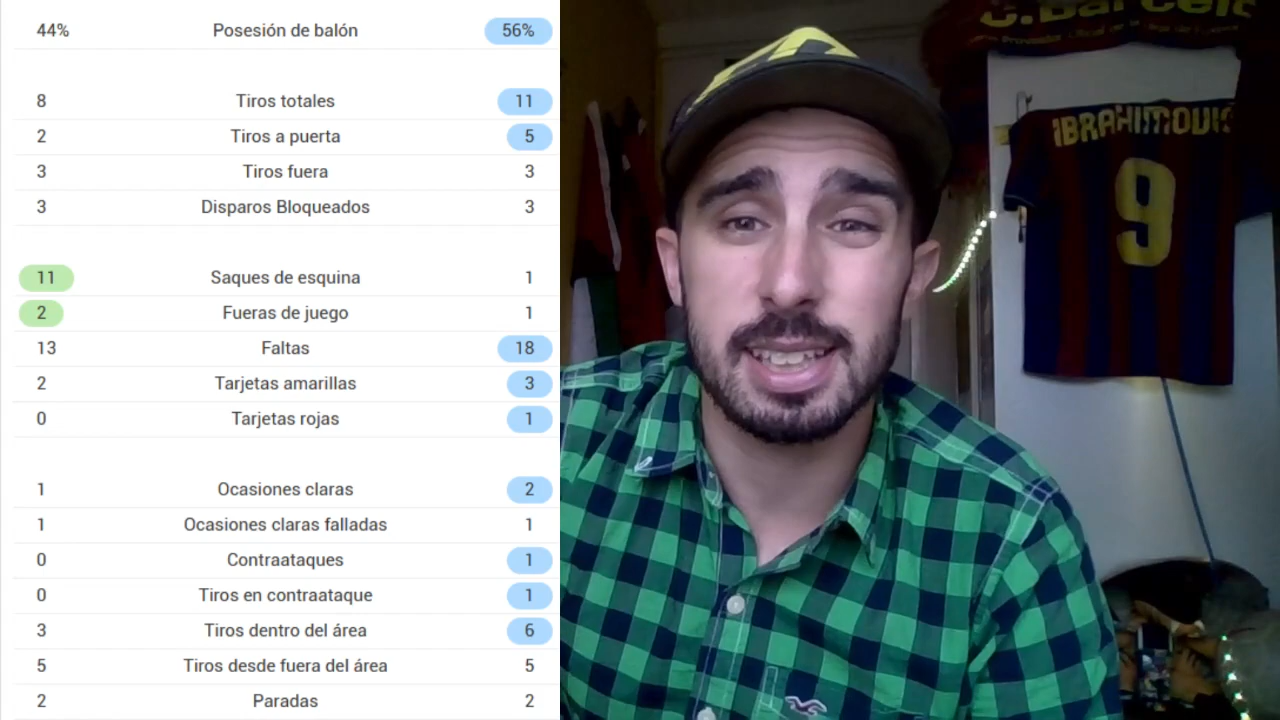 44% Posesión de balón 56%
8 Tiros totales 11
2 Tiros a puerta 5
3 Tiros fuera 3
3 Disparos Bloqueados 3
11 Saques de esquina 1
2 Fueras de juego 1
13 Faltas 18
2 Tarjetas amarillas 3
0 Tarjetas rojas 1
1 Ocasiones claras 2
1 Ocasiones claras falladas 1
0 Contraataques 1
0 Tiros en contraataque 1
3 Tiros dentro del área 6
5 Tiros desde fuera del área 5
2 Paradas 2
IBRAHIMOVIC
9